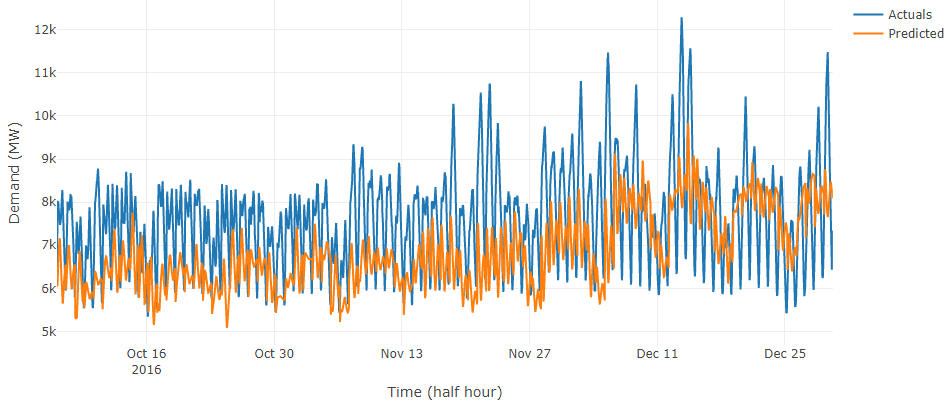 Actuals
Predicted
12k
11k
10k
9k
8k
7k
6k
5k
Demand (MW)
Oct 16
2016
Oct 30
Nov 13
Nov 27
Dec 11
Dec 25
Time (half hour)